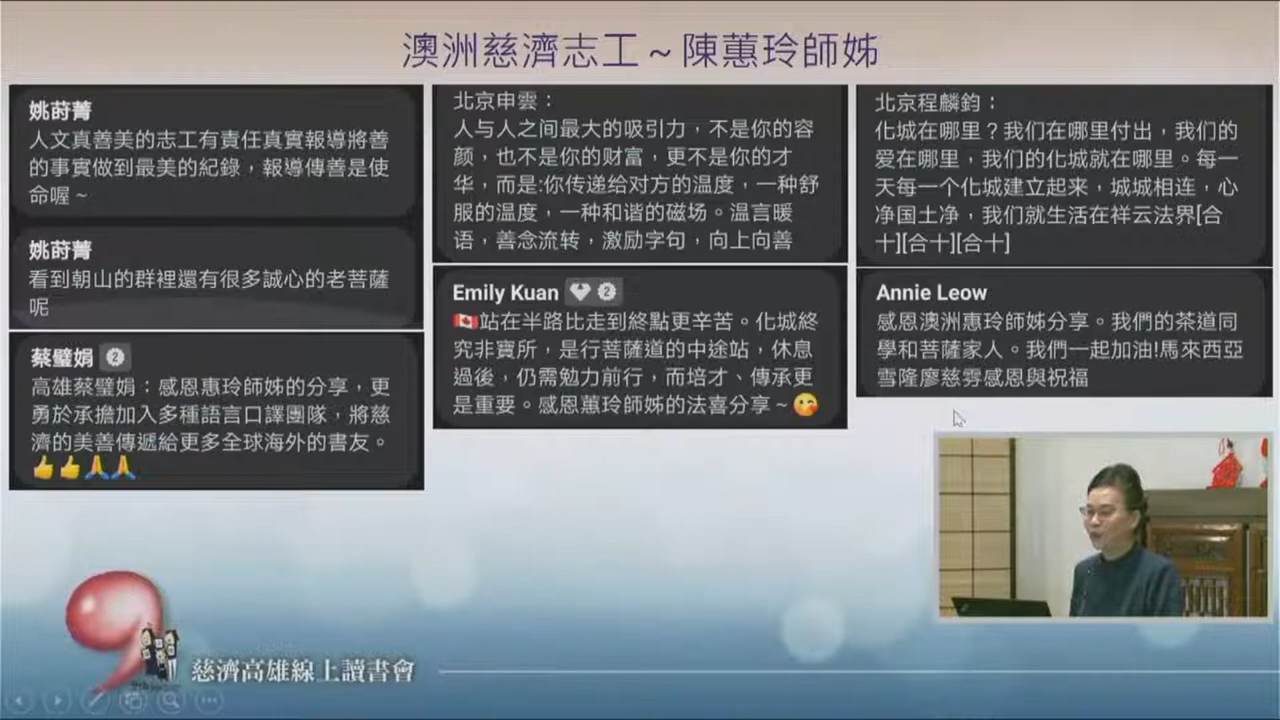 澳洲慈濟志工~陳蕙玲師姊
姚莳菁
人文真善美的志工有責任真實報導將善
的事實做到最美的紀錄，報導傳善是使
命喔~
姚莳菁
看到朝山的群裡還有很多誠心的老菩薩
呢
蔡璧娟 2
高雄蔡璧娟：感恩惠玲師姊的分享，更
勇於承擔加入多種語言口譯團隊，將慈
濟的美善傳遞給更多全球海外的書友。
👍👍🙏🙏
北京申雲：
人与人之间最大的吸引力，不是你的容
颜，也不是你的财富，更不是你的才
华，而是:你传递给对方的温度，一种舒
服的温度，一种和谐的磁场。温言暖
语，善念流转，激励字句，向上向善
Emily Kuan 2
🇨🇦站在半路比走到終點更辛苦。化城終
究非寶所，是行菩薩道的中途站，休息
過後，仍需勉力前行，而培才、傳承更
是重要。感恩蕙玲師姊的法喜分享~😘
北京程麟鈞：
化城在哪里？我们在哪里付出，我们的
爱在哪里，我们的化城就在哪里。每一
天每一个化城建立起来，城城相连，心
净国土净，我们就生活在祥云法界[合
十][合十][合十]
Annie Leow
感恩澳洲惠玲師姊分享。我們的茶道同
學和菩薩家人。我們一起加油!馬來西亞
雪隆廖慈雰感恩與祝福
慈濟高雄線上讀書會